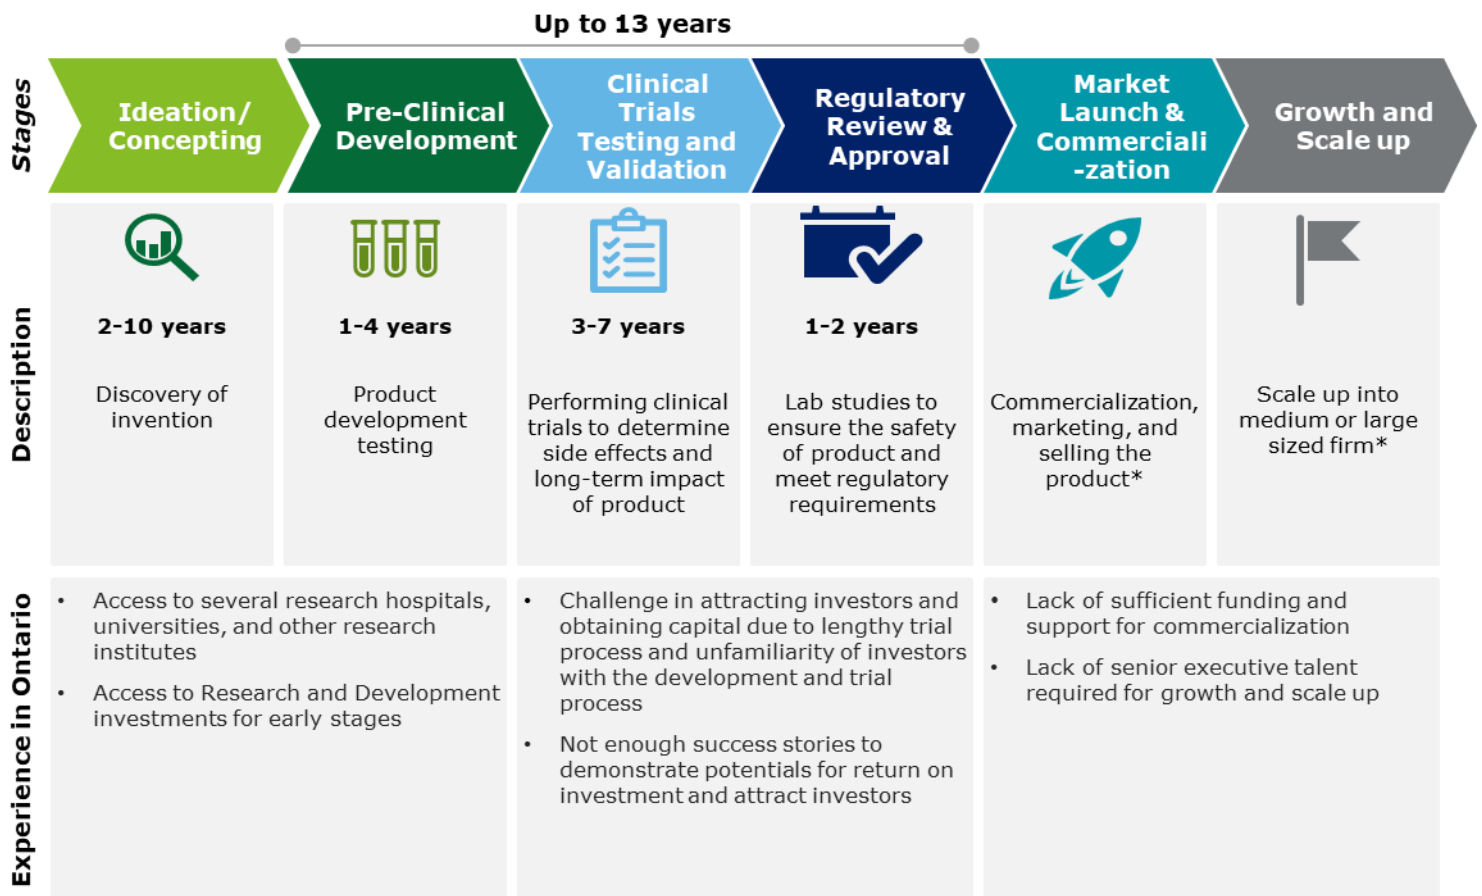 Up to 13 years
Stages
Ideation/
Concepting
Pre-Clinical
Development
Clinical
Trials
Testing and
Validation
Regulatory
Review &
Approval
Market
Launch &
Commerciali
-zation
Growth and
Scale up
Description
2-10 years
Discovery of
invention
1-4 years
Product
development
testing
3-7 years
Performing clinical
trials to determine
side effects and
long-term impact
of product
1-2 years
Lab studies to
ensure the safety
of product and
meet regulatory
requirements
Commercialization,
marketing, and
selling the
product*
Scale up into
medium or large
sized firm*
Experience in Ontario
• Access to several research hospitals,
universities, and other research
institutes
• Access to Research and Development
investments for early stages
• Challenge in attracting investors and
obtaining capital due to lengthy trial
process and unfamiliarity of investors
with the development and trial
process
• Not enough success stories to
demonstrate potentials for return on
investment and attract investors
• Lack of sufficient funding and
support for commercialization
• Lack of senior executive talent
required for growth and scale up